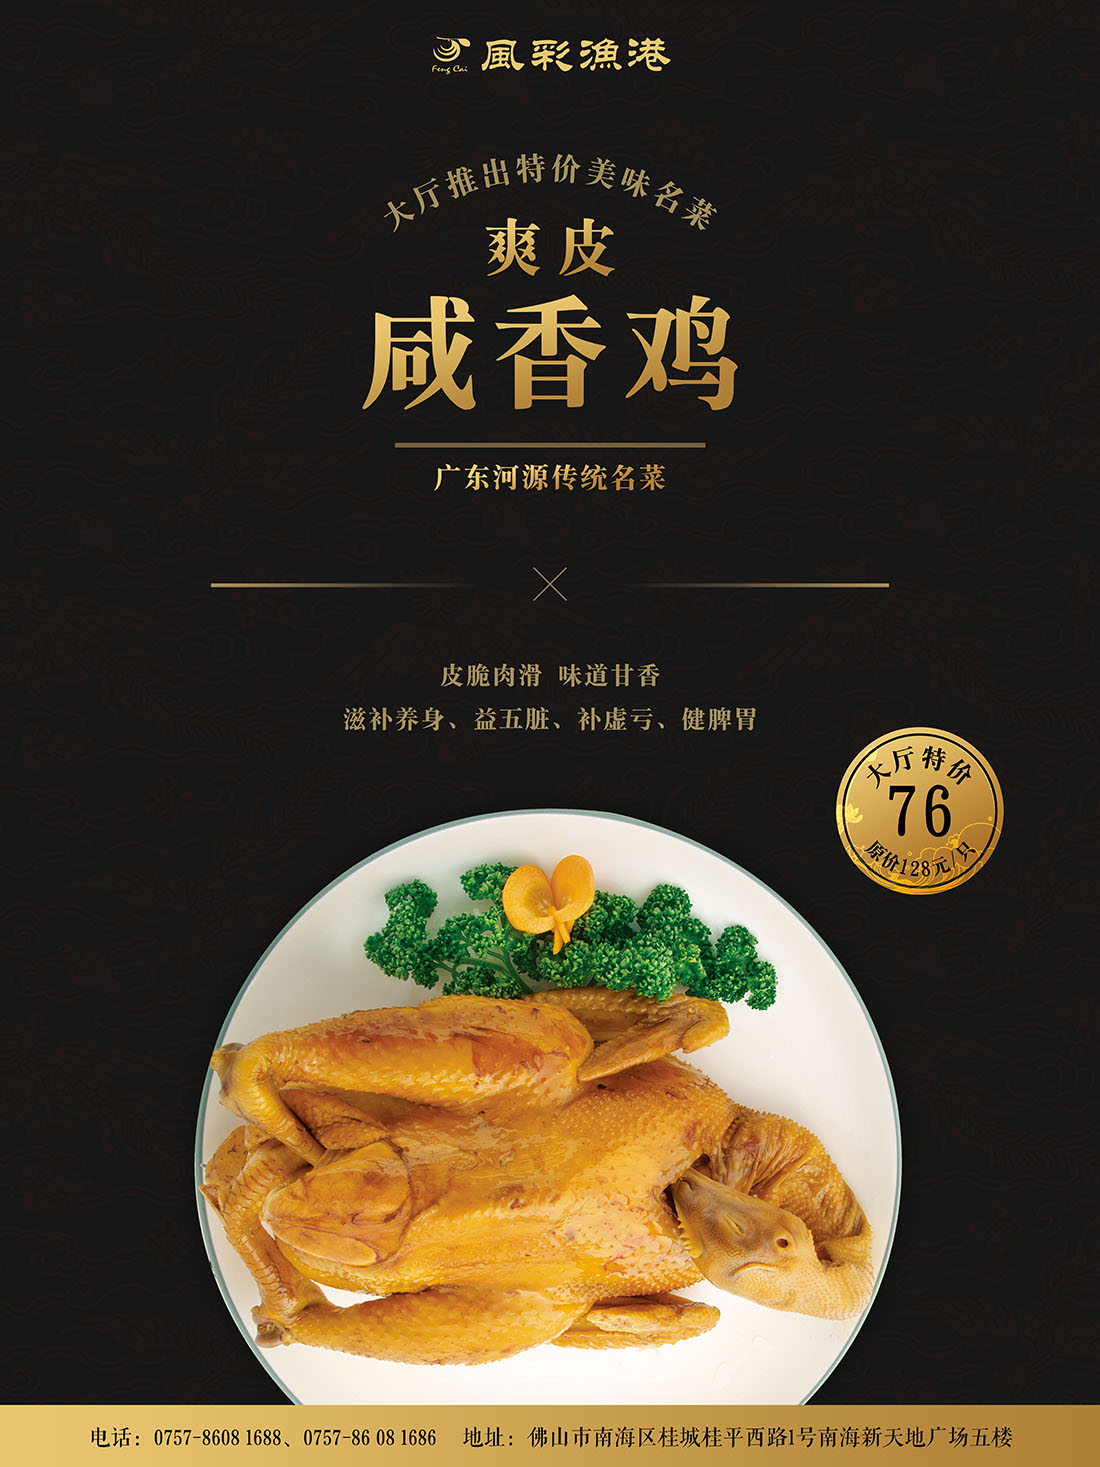 Feng Cai
風彩漁港
大厅推出特价美味名菜
爽皮
咸香鸡
广东河源传统名菜
皮脆肉滑 味道甘香
滋补养身、益五脏、补虚亏、健脾胃
大厅特价
76
原价128元/只
电话：0757-8608 1688、0757-86 08 1686 地址：佛山市南海区桂城桂平西路1号南海新天地广场五楼